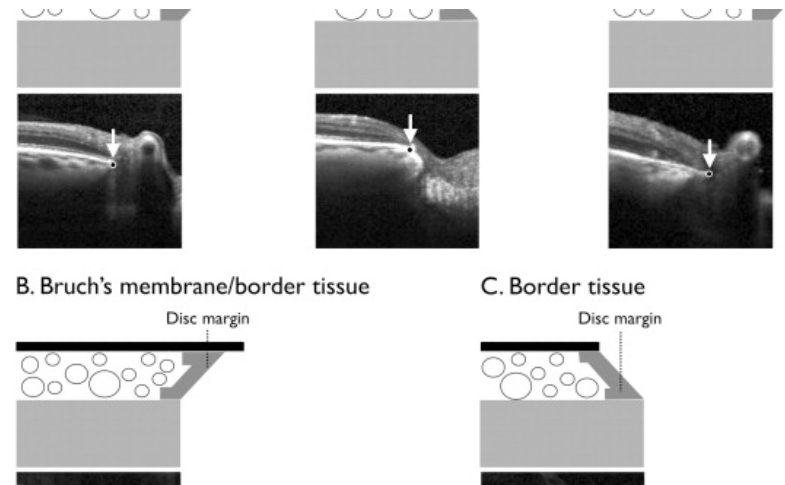 B. Bruch's membrane/border tissue
C. Border tissue
Disc margin
Disc margin